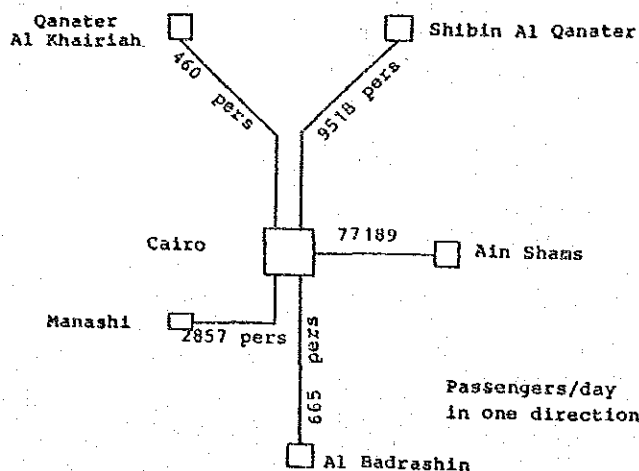 Qanater
Al Khairiah
Shibin Al Qanater
460 pers
9518 pers
Cairo
77189
Ain Shams
Manashi
2857 pers
665 pers
Passengers/day
in one direction
Al Badrashin